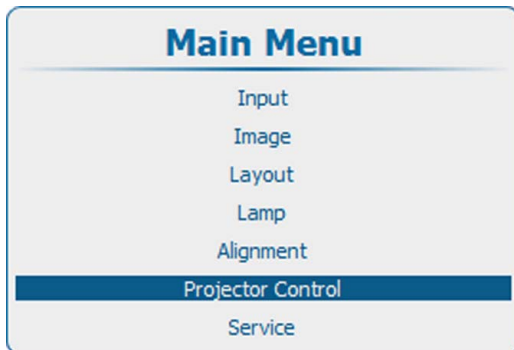 Main Menu
Input
Image
Layout
Lamp
Alignment
Projector Control
Service